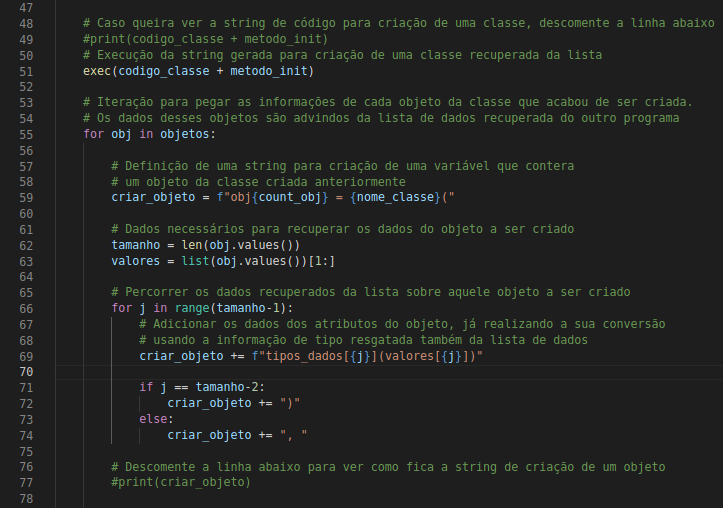 47
48 # Caso queira ver a string de código para criação de uma classe, descomente a linha abaixo
49 #print(codigo_classe + metodo_init)
50 # Execução da string gerada para criação de uma classe recuperada da lista
51 exec(codigo_classe + metodo_init)
52
53 # Iteração para pegar as informações de cada objeto da classe que acabou de ser criada.
54 # Os dados desses objetos são advindos da lista de dados recuperada do outro programa
55 for obj in objetos:
56
57 # Definição de uma string para criação de uma variável que contera
58 # um objeto da classe criada anteriormente
59 criar_objeto = f"obj{count_obj} = {nome_classe}("
60
61 # Dados necessários para recuperar os dados do objeto a ser criado
62 tamanho = len(obj.values())
63 valores = list(obj.values())[1:]
64
65 # Percorrer os dados recuperados da lista sobre aquele objeto a ser criado
66 for j in range(tamanho-1):
67 # Adicionar os dados dos atributos do objeto, já realizando a sua conversão
68 # usando a informação de tipo resgatada também da lista de dados
69 criar_objeto += f"tipos_dados[{j}](valores[{j}])"
70
71 if j == tamanho-2:
72 criar_objeto += ")"
73 else:
74 criar_objeto += ", "
75
76 # Descomente a linha abaixo para ver como fica a string de criação de um objeto
77 #print(criar_objeto)
78